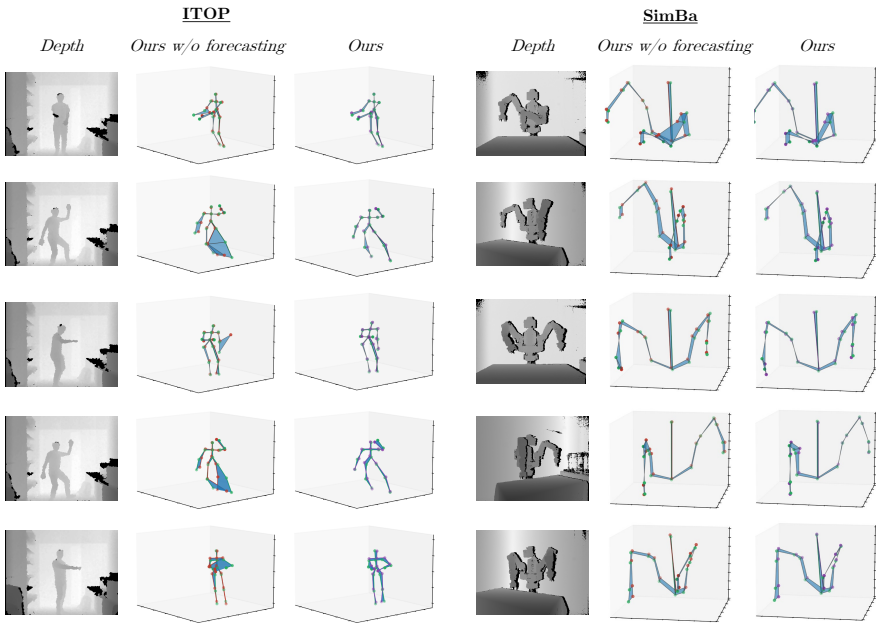 ITOP
SimBa
Depth
Ours w/o forecasting
Ours
Depth
Ours w/o forecasting
Ours